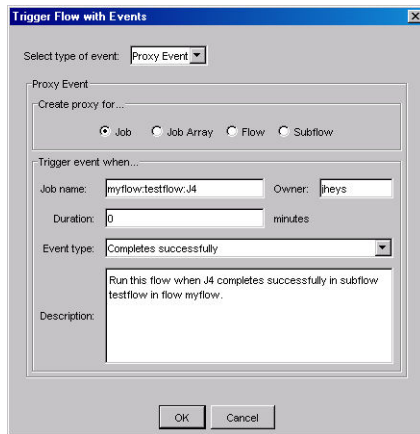 Trigger Flow with Events
Select type of event: Proxy Event
Proxy Event
Create proxy for...
Job Job Array Flow Subflow
Trigger event when...
Job name: myflow:testflow:J4 Owner: jheys
Duration: 0 minutes
Event type: Completes successfully
Run this flow when J4 completes successfully in subflow
testflow in flow myflow.
Description:
OK Cancel